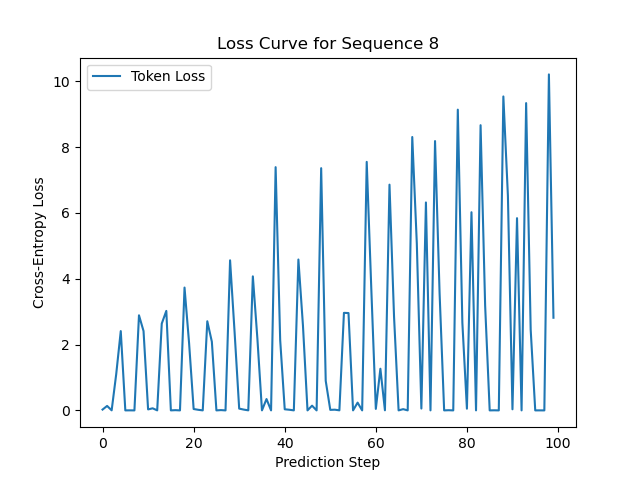 Loss Curve for Sequence 8
Token Loss
Cross-Entropy Loss
10
8
6
4
2
0
0 20 40 60 80 100
Prediction Step